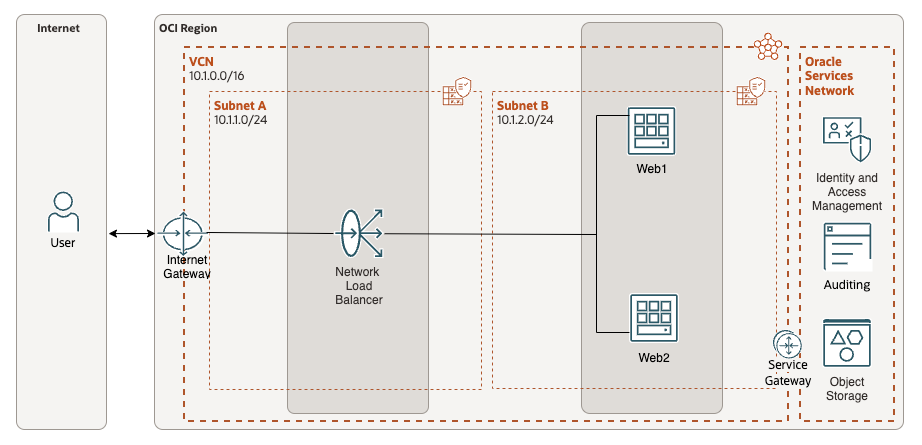 Internet
User
OCI Region
VCN
10.1.0.0/16
Internet
Gateway
Subnet A
10.1.1.0/24
Network
Load
Balancer
Subnet B
10.1.2.0/24
Web1
Web2
Service
Gateway
Oracle
Services
Network
Identity and
Access
Management
Auditing
Object
Storage